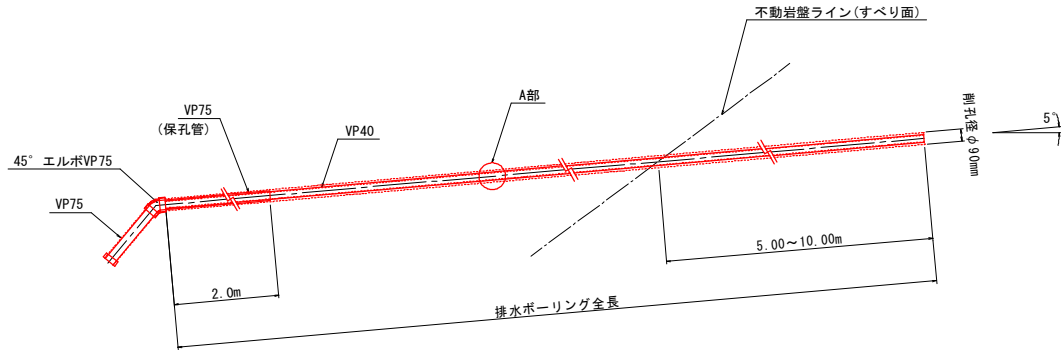 不動岩盤ライン(すべり面)
A部
VP75
(保孔管)
VP40
削孔径φ90mm
5°
45°エルボVP75
VP75
5.00～10.00m
2.0m
排水ボーリング全長